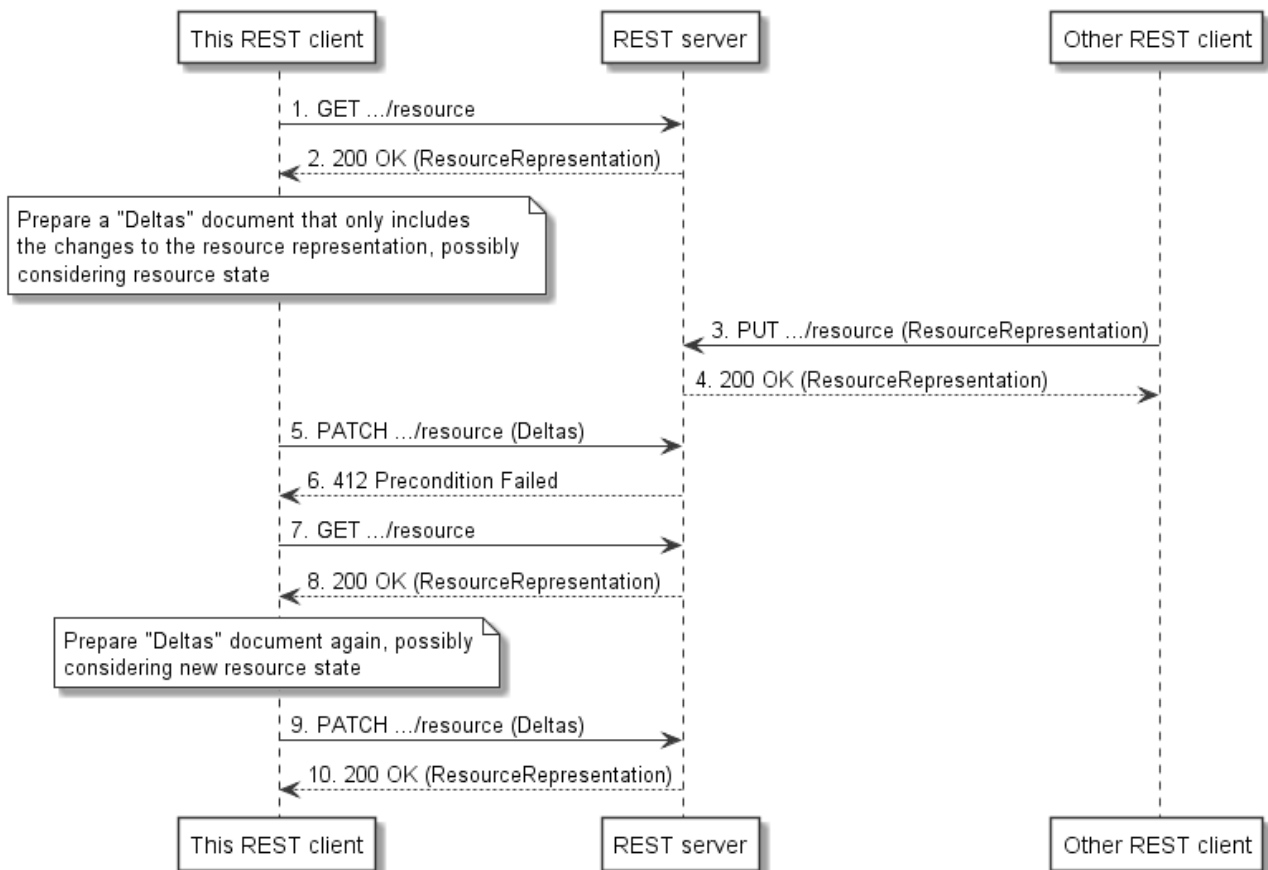 This REST client
REST server
Other REST client
1. GET .../resource
2. 200 OK (ResourceRepresentation)
Prepare a "Deltas" document that only includes
the changes to the resource representation, possibly
considering resource state
3. PUT .../resource (ResourceRepresentation)
4. 200 OK (ResourceRepresentation)
5. PATCH .../resource (Deltas)
6. 412 Precondition Failed
7. GET .../resource
8. 200 OK (ResourceRepresentation)
Prepare "Deltas" document again, possibly
considering new resource state
9. PATCH .../resource (Deltas)
10. 200 OK (ResourceRepresentation)
This REST client
REST server
Other REST client